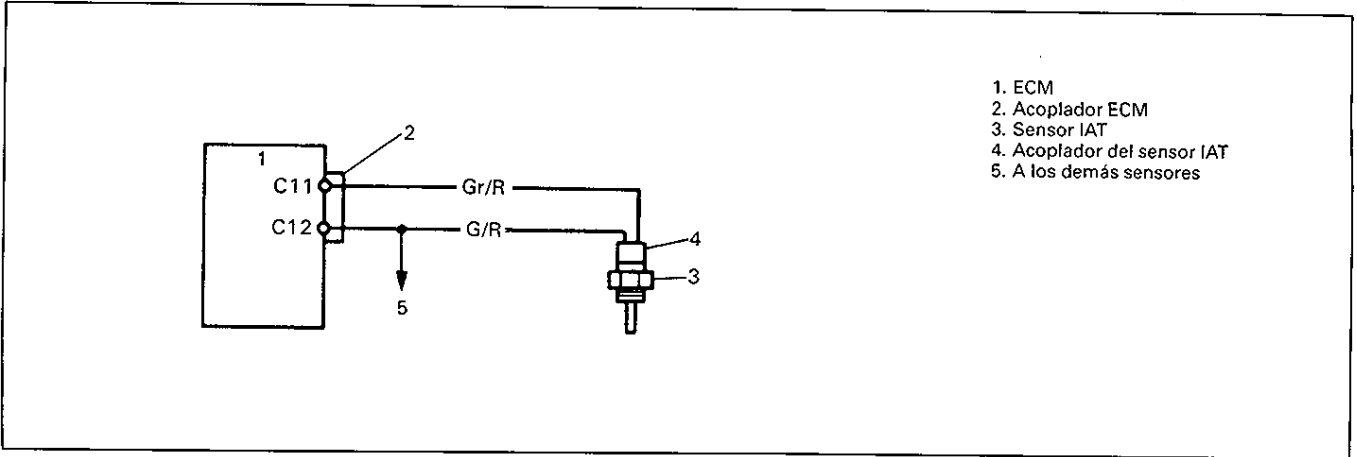 1
2
C11
Gr/R
C12
G/R
4
3
5
1. ECM
2. Acoplador ECM
3. Sensor IAT
4. Acoplador del sensor IAT
5. A los demás sensores